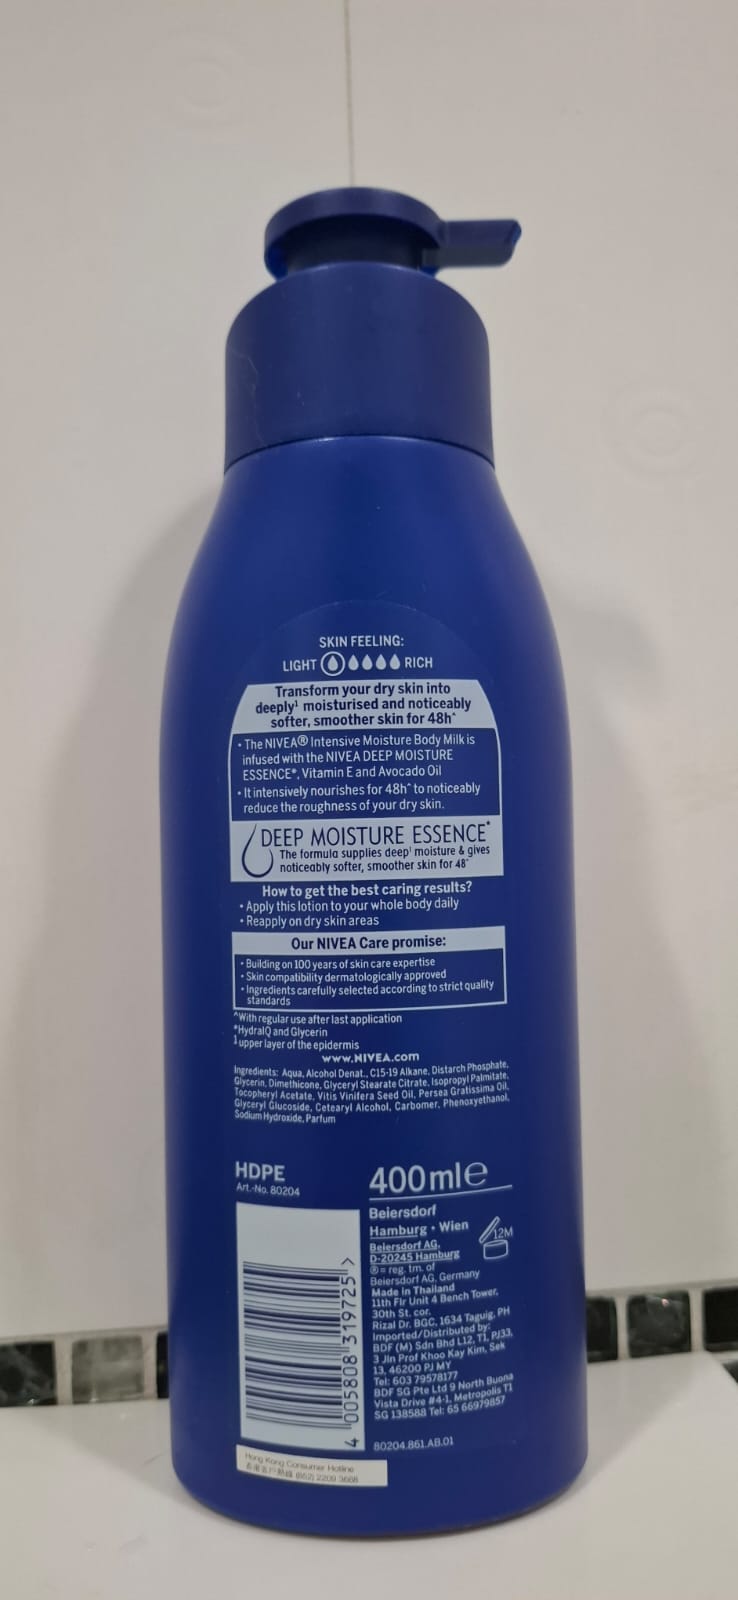 SKIN FEELING:
LIGHT RICH
Transform your dry skin into
deeply¹ moisturised and noticeably
softer, smoother skin for 48h^
• The NIVEA® Intensive Moisture Body Milk is
infused with the NIVEA DEEP MOISTURE
ESSENCE*, Vitamin E and Avocado Oil
• It intensively nourishes for 48h^ to noticeably
reduce the roughness of your dry skin.
DEEP MOISTURE ESSENCE*
The formula supplies deep¹ moisture & gives
noticeably softer, smoother skin for 48^
How to get the best caring results?
• Apply this lotion to your whole body daily
• Reapply on dry skin areas
Our NIVEA Care promise:
• Building on 100 years of skin care expertise
• Skin compatibility dermatologically approved
• Ingredients carefully selected according to strict quality
standards
^With regular use after last application
*HydraIQ and Glycerin
¹upper layer of the epidermis
www.NIVEA.com
Ingredients: Aqua, Alcohol Denat., C15-19 Alkane, Distarch Phosphate,
Glycerin, Dimethicone, Glyceryl Stearate Citrate, Isopropyl Palmitate,
Tocopheryl Acetate, Vitis Vinifera Seed Oil, Persea Gratissima Oil,
Glyceryl Glucoside, Cetearyl Alcohol, Carbomer, Phenoxyethanol,
Sodium Hydroxide, Parfum
HDPE
Art.-No. 80204
400ml℮
Beiersdorf
Hamburg • Wien
12M
Beiersdorf AG,
D-20245 Hamburg
® = reg. tm. of
Beiersdorf AG, Germany
Made in Thailand
11th Flr Unit 4 Bench Tower,
30th St. cor.
Rizal Dr. BGC, 1634 Taguig, PH
Imported/Distributed by:
BDF (M) Sdn Bhd L12, T1, PJ33,
3 Jln Prof Khoo Kay Kim, Sek
13, 46200 PJ MY
Tel: 603 79578177
BDF SG Pte Ltd 9 North Buona
Vista Drive #4-1, Metropolis T1
SG 138588 Tel: 65 66979857
4 005808 319725 >
80204.861.AB.01
Hong Kong Consumer Hotline
(852) 2209 3668